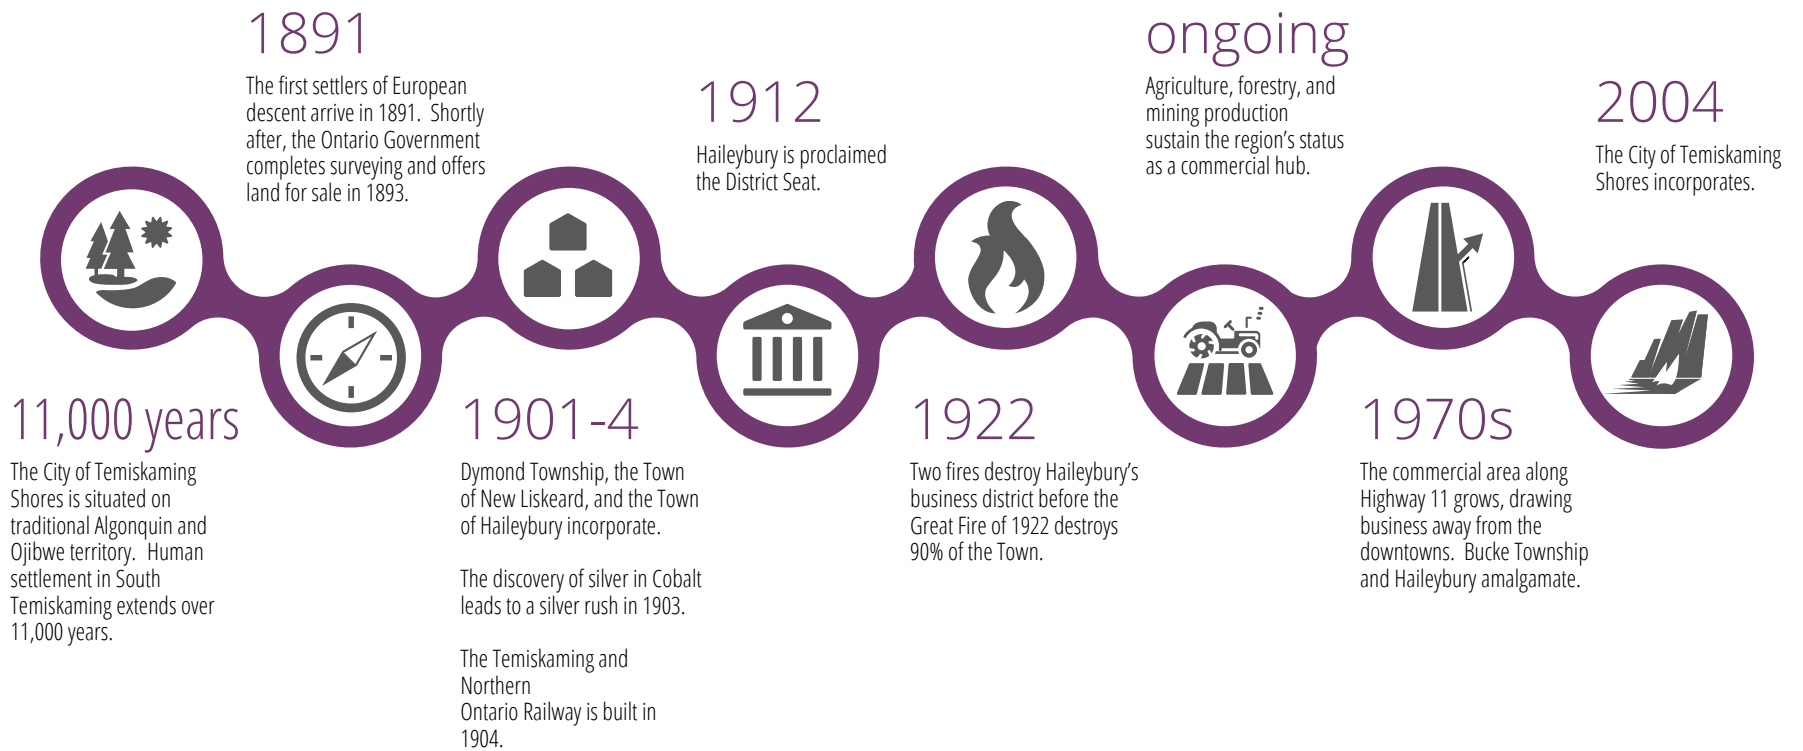 11,000 years
The City of Temiskaming
Shores is situated on
traditional Algonquin and
Ojibwe territory.  Human
settlement in South
Temiskaming extends over
11,000 years.
1891
The first settlers of European
descent arrive in 1891.  Shortly
after, the Ontario Government
completes surveying and offers
land for sale in 1893.
1901-4
Dymond Township, the Town
of New Liskeard, and the Town
of Haileybury incorporate.
The discovery of silver in Cobalt
leads to a silver rush in 1903.
The Temiskaming and
Northern
Ontario Railway is built in
1904.
1912
Haileybury is proclaimed
the District Seat.
1922
Two fires destroy Haileybury's
business district before the
Great Fire of 1922 destroys
90% of the Town.
ongoing
Agriculture, forestry, and
mining production
sustain the region's status
as a commercial hub.
1970s
The commercial area along
Highway 11 grows, drawing
business away from the
downtowns.  Bucke Township
and Haileybury amalgamate.
2004
The City of Temiskaming
Shores incorporates.